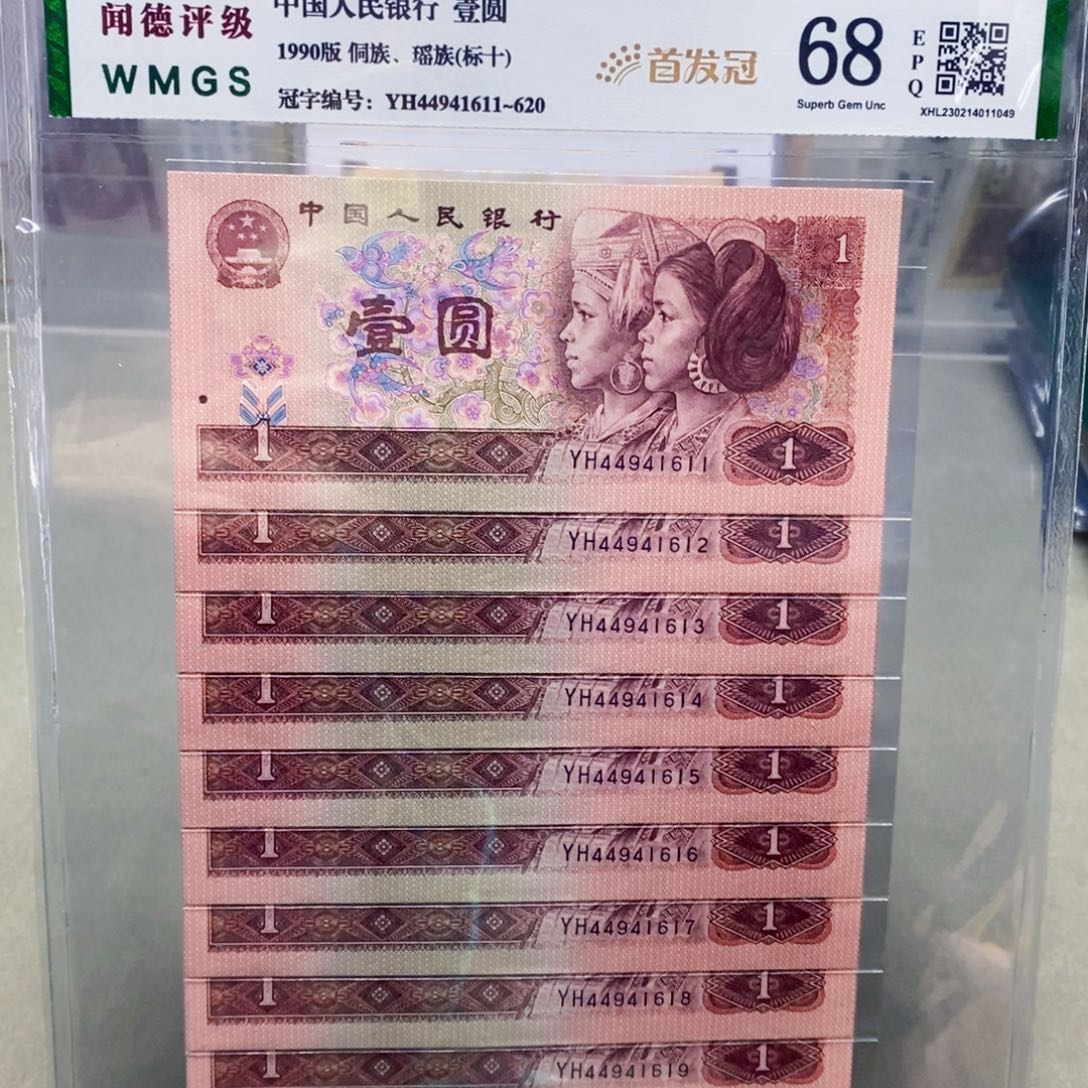 闻德评级
WMGS
中国人民银行 壹圆
1990版 侗族、瑶族(标十)
冠字编号：YH44941611~620
首发冠
68
Superb Gem Unc
EPQ
XHL230214011049
中国人民银行
1
壹圆
1
YH44941611
1
1
YH44941612
1
1
YH44941613
1
1
YH44941614
1
1
YH44941615
1
1
YH44941616
1
1
YH44941617
1
1
YH44941618
1
1
YH44941619
1